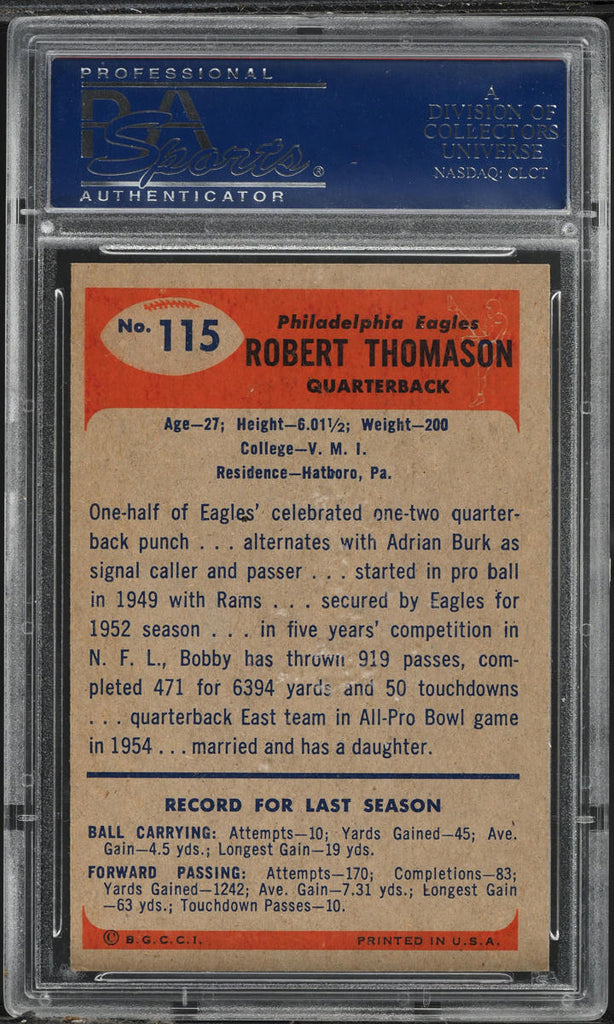 PROFESSIONAL
PSA
Sports®
AUTHENTICATOR
A
DIVISION OF
COLLECTORS
UNIVERSE
NASDAQ: CLCT
No. 115
Philadelphia Eagles
ROBERT THOMASON
QUARTERBACK
Age—27; Height—6.01½; Weight—200
College—V. M. I.
Residence—Hatboro, Pa.
One-half of Eagles' celebrated one-two quarter-
back punch . . . alternates with Adrian Burk as
signal caller and passer . . . started in pro ball
in 1949 with Rams . . . secured by Eagles for
1952 season . . . in five years' competition in
N. F. L., Bobby has thrown 919 passes, com-
pleted 471 for 6394 yards and 50 touchdowns
. . . quarterback East team in All-Pro Bowl game
in 1954 . . . married and has a daughter.
RECORD FOR LAST SEASON
BALL CARRYING: Attempts—10; Yards Gained—45; Ave.
Gain—4.5 yds.; Longest Gain—19 yds.
FORWARD PASSING: Attempts—170; Completions—83;
Yards Gained—1242; Ave. Gain—7.31 yds.; Longest Gain
—63 yds.; Touchdown Passes—10.
© B.G.C.C.I.
PRINTED IN U.S.A.